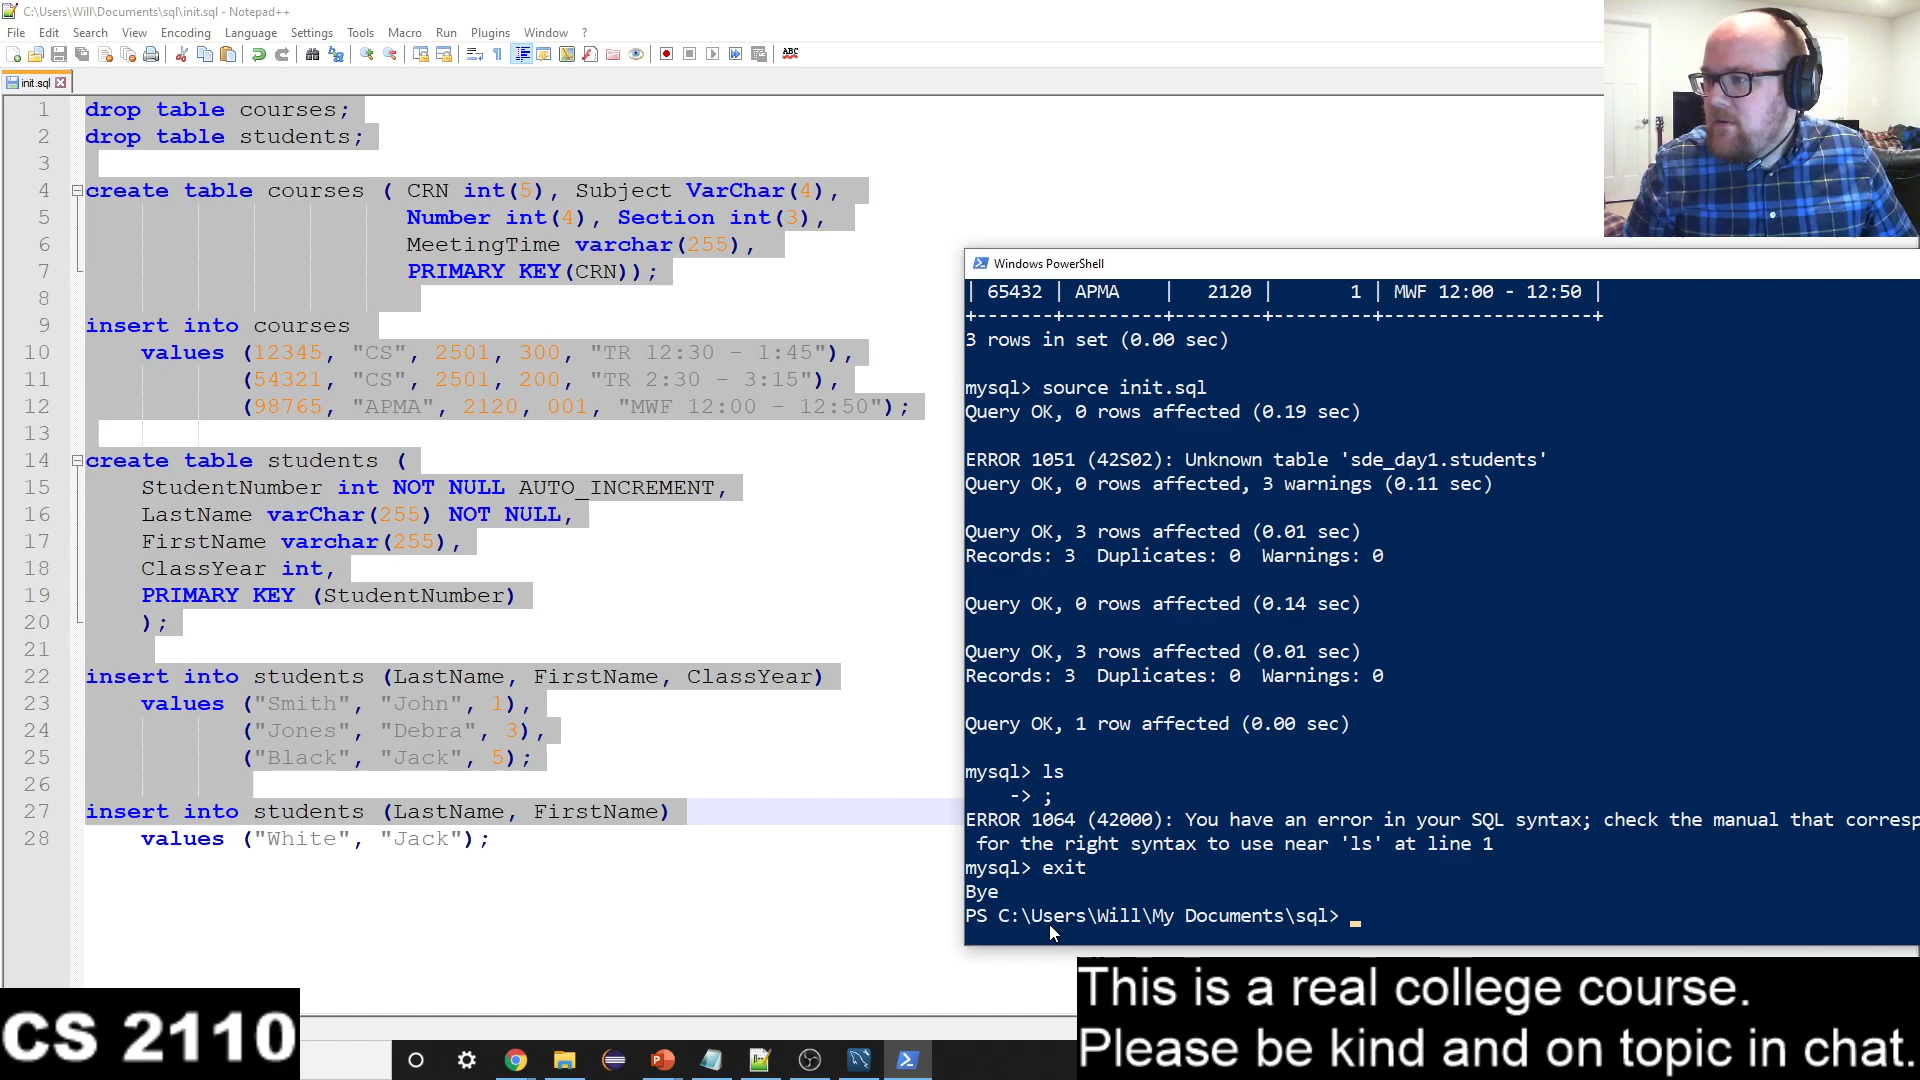 C:\Users\Will\Documents\sql\init.sql - Notepad++
File Edit Search View Encoding Language Settings Tools Macro Run Plugins Window ?
ABC
init.sql
1 drop table courses;
2 drop table students;
3
4 create table courses ( CRN int(5), Subject VarChar(4),
5 Number int(4), Section int(3),
6 MeetingTime varchar(255),
7 PRIMARY KEY(CRN));
8
9 insert into courses
10 values (12345, "CS", 2501, 300, "TR 12:30 - 1:45"),
11 (54321, "CS", 2501, 200, "TR 2:30 - 3:15"),
12 (98765, "APMA", 2120, 001, "MWF 12:00 - 12:50");
13
14 create table students (
15 StudentNumber int NOT NULL AUTO_INCREMENT,
16 LastName varChar(255) NOT NULL,
17 FirstName varchar(255),
18 ClassYear int,
19 PRIMARY KEY (StudentNumber)
20 );
21
22 insert into students (LastName, FirstName, ClassYear)
23 values ("Smith", "John", 1),
24 ("Jones", "Debra", 3),
25 ("Black", "Jack", 5);
26
27 insert into students (LastName, FirstName)
28 values ("White", "Jack");
Windows PowerShell
| 65432 | APMA | 2120 | 1 | MWF 12:00 - 12:50 |
+-------+---------+--------+---------+-------------------+
3 rows in set (0.00 sec)
mysql> source init.sql
Query OK, 0 rows affected (0.19 sec)
ERROR 1051 (42S02): Unknown table 'sde_day1.students'
Query OK, 0 rows affected, 3 warnings (0.11 sec)
Query OK, 3 rows affected (0.01 sec)
Records: 3 Duplicates: 0 Warnings: 0
Query OK, 0 rows affected (0.14 sec)
Query OK, 3 rows affected (0.01 sec)
Records: 3 Duplicates: 0 Warnings: 0
Query OK, 1 row affected (0.00 sec)
mysql> ls
-> ;
ERROR 1064 (42000): You have an error in your SQL syntax; check the manual that corresp
for the right syntax to use near 'ls' at line 1
mysql> exit
Bye
PS C:\Users\Will\My Documents\sql>
CS 2110
This is a real college course.
Please be kind and on topic in chat.